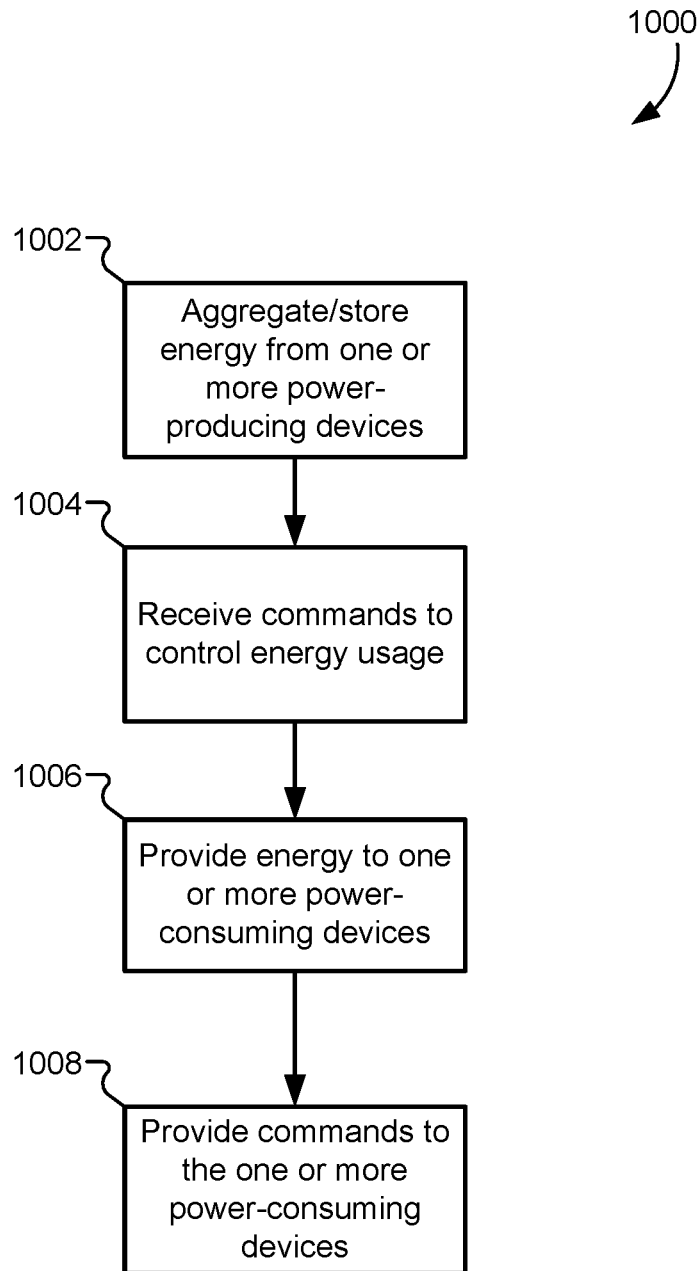 1000
1002
Aggregate/store
energy from one or
more power-
producing devices
1004
Receive commands to
control energy usage
1006
Provide energy to one
or more power-
consuming devices
1008
Provide commands to
the one or more
power-consuming
devices